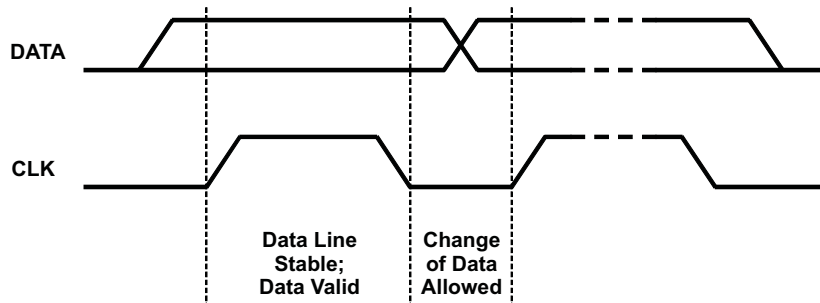 DATA
CLK
Data Line
Stable;
Data Valid
Change
of Data
Allowed